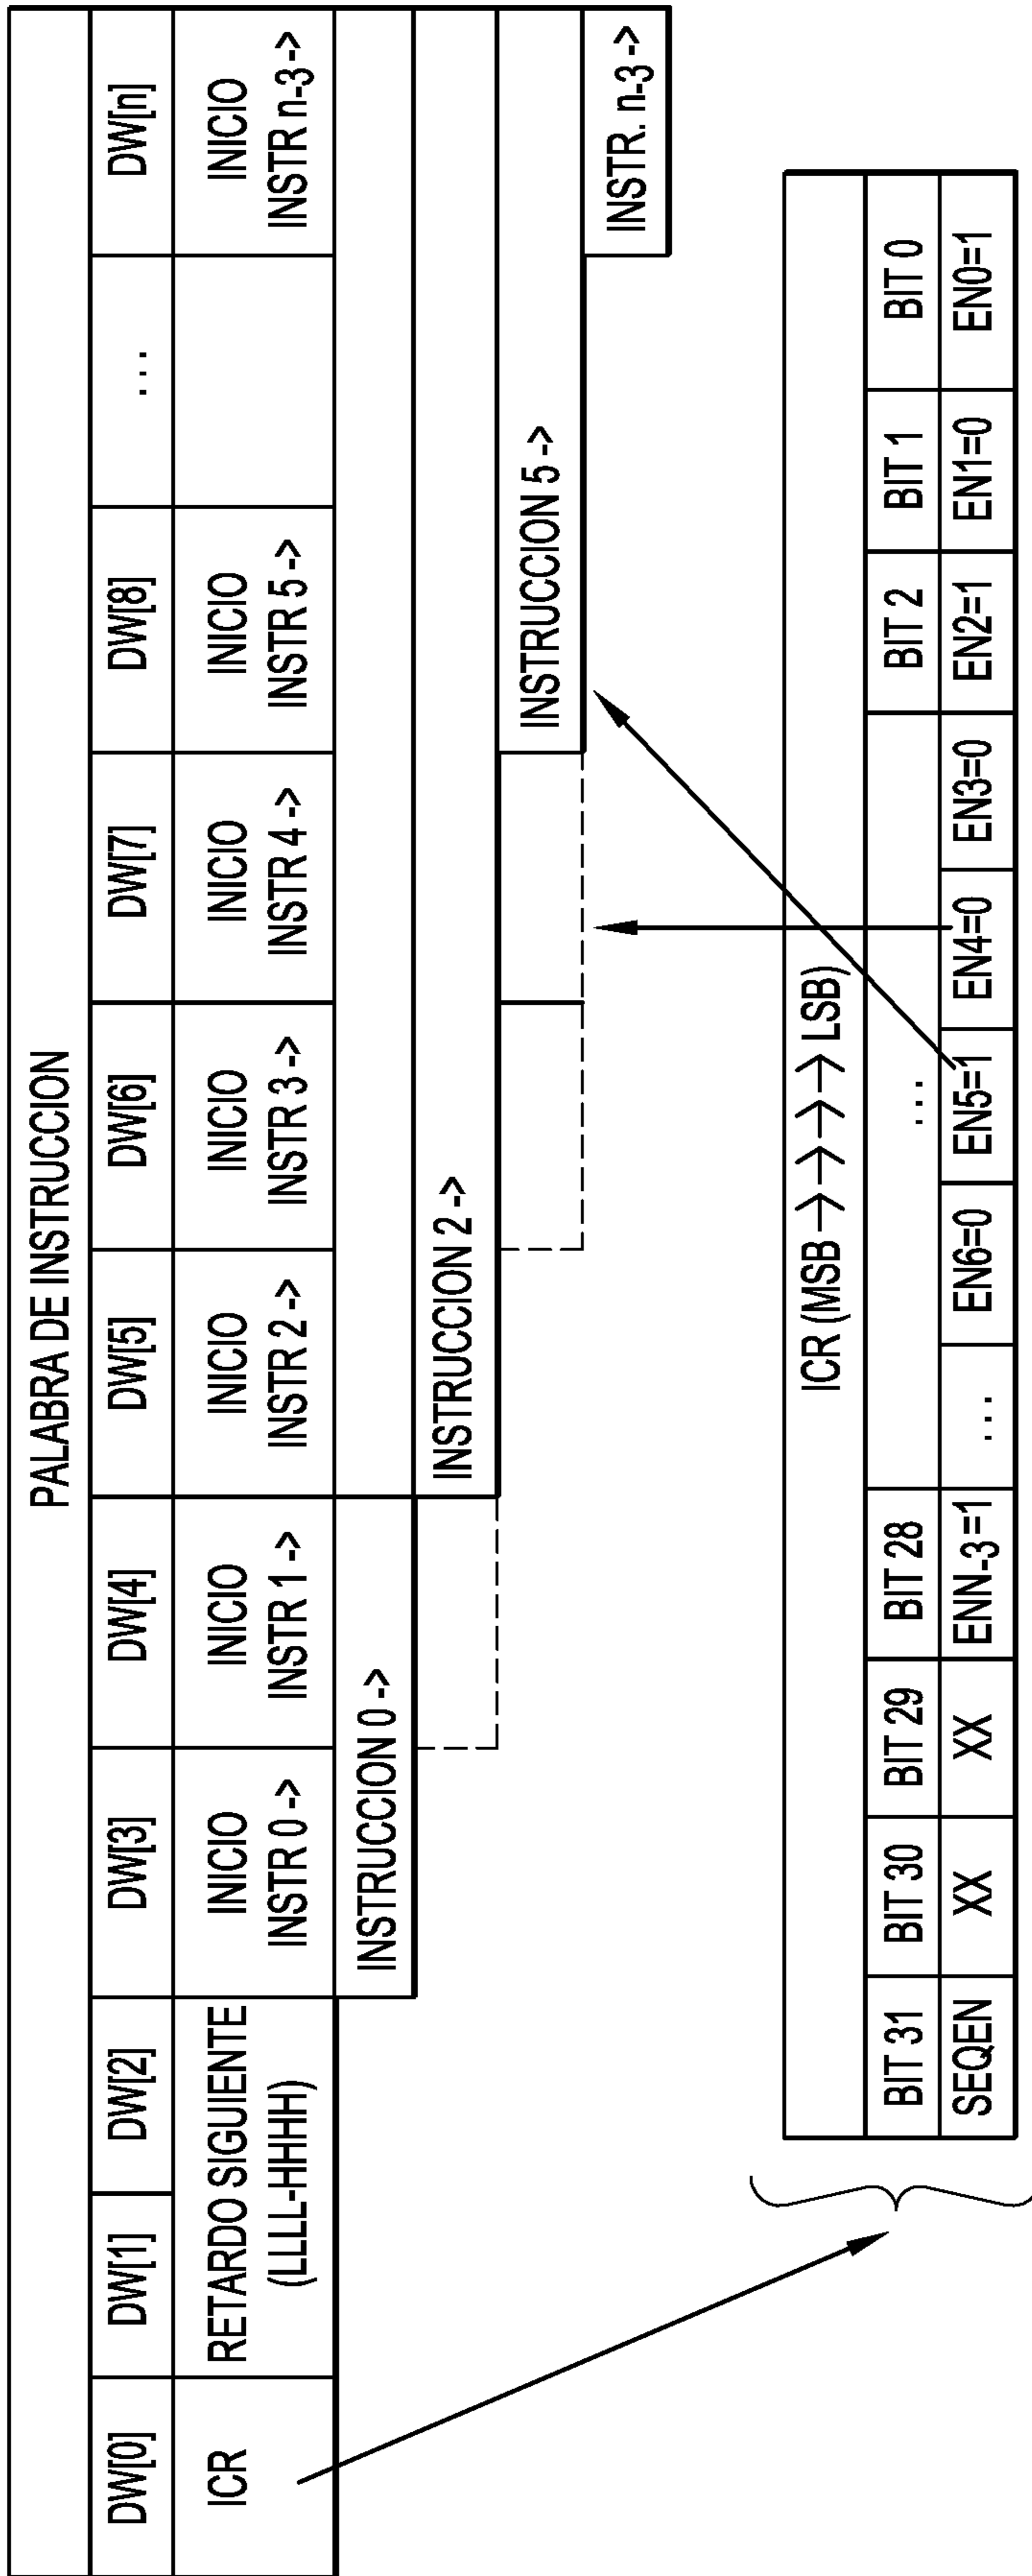 PALABRA DE INSTRUCCION
DW[0] DW[1] DW[2] DW[3] DW[4] DW[5] DW[6] DW[7] DW[8] ... DW[n]
ICR RETARDO SIGUIENTE INICIO INICIO INICIO INICIO INICIO INICIO INICIO
(LLLL-HHHH) INSTR 0 -> INSTR 1 -> INSTR 2 -> INSTR 3 -> INSTR 4 -> INSTR 5 -> INSTR n-3 ->
INSTRUCCION 0 ->
INSTRUCCION 2 ->
INSTRUCCION 5 ->
INSTR. n-3 ->
ICR (MSB →→→→ LSB)
BIT 31 BIT 30 BIT 29 BIT 28 ... BIT 2 BIT 1 BIT 0
SEQEN XX XX ENN-3=1 ... EN6=0 EN5=1 EN4=0 EN3=0 EN2=1 EN1=0 EN0=1